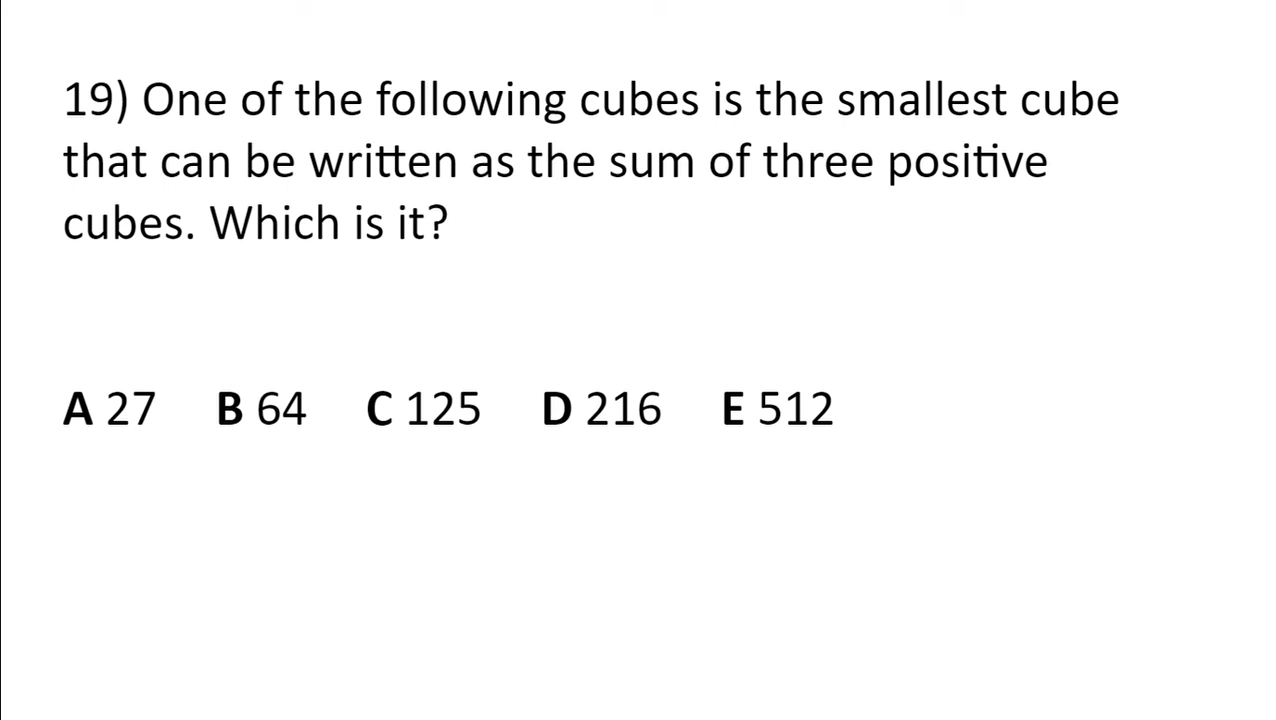 19) One of the following cubes is the smallest cube
that can be written as the sum of three positive
cubes. Which is it?
A 27 B 64 C 125 D 216 E 512